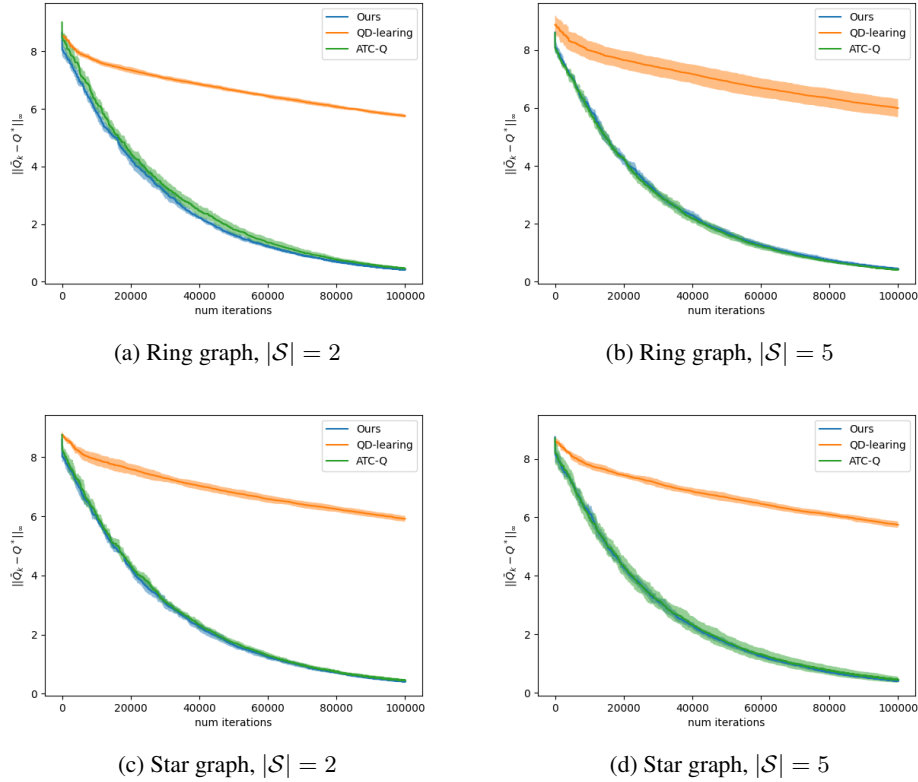 Ours
QD-learing
ATC-Q
8
6
4
2
0
||Q̄_k − Q*||_∞
0 20000 40000 60000 80000 100000
num iterations
(a) Ring graph, |S| = 2
Ours
QD-learing
ATC-Q
8
6
4
2
0
||Q̄_k − Q*||_∞
0 20000 40000 60000 80000 100000
num iterations
(b) Ring graph, |S| = 5
Ours
QD-learing
ATC-Q
8
6
4
2
0
||Q̄_k − Q*||_∞
0 20000 40000 60000 80000 100000
num iterations
(c) Star graph, |S| = 2
Ours
QD-learing
ATC-Q
8
6
4
2
0
||Q̄_k − Q*||_∞
0 20000 40000 60000 80000 100000
num iterations
(d) Star graph, |S| = 5